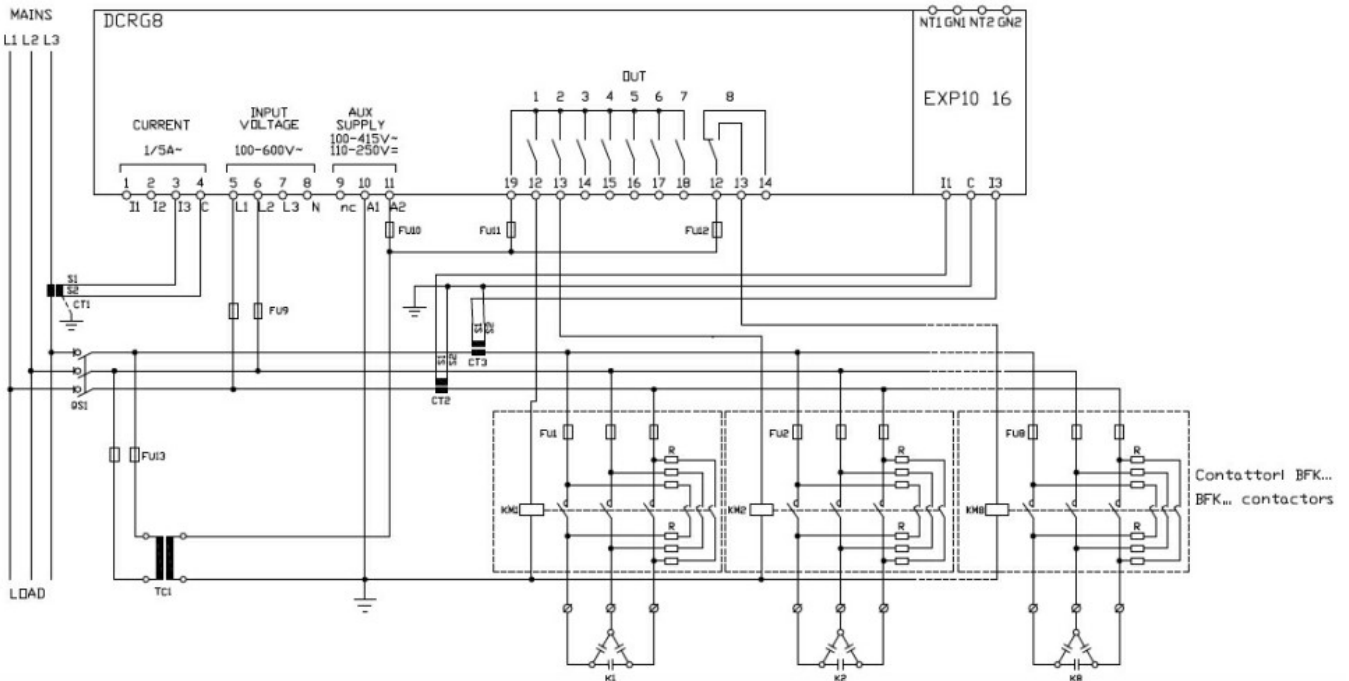 MAINS
L1 L2 L3
DCRG8
NT1 GN1 NT2 GN2
OUT
1 2 3 4 5 6 7 8
EXP10 16
CURRENT
1/5A~
INPUT
VOLTAGE
100-600V~
AUX
SUPPLY
100-415V~
110-250V=
1 2 3 4 5 6 7 8 9 10 11 19 12 13 14 15 16 17 18 12 13 14
I1 I2 I3 C L1 L2 L3 N nc A1 A2
I1 C I3
FU10
FU11
FU12
S1
S2
CT1
FU9
S1
S2
CT3
S1
S2
CT2
QS1
FU13
FU1
FU2
FU8
R
R
R
Contattori BFK...
BFK... contactors
KM1
KM2
KM8
R
R
R
TC1
LOAD
K1
K2
K8